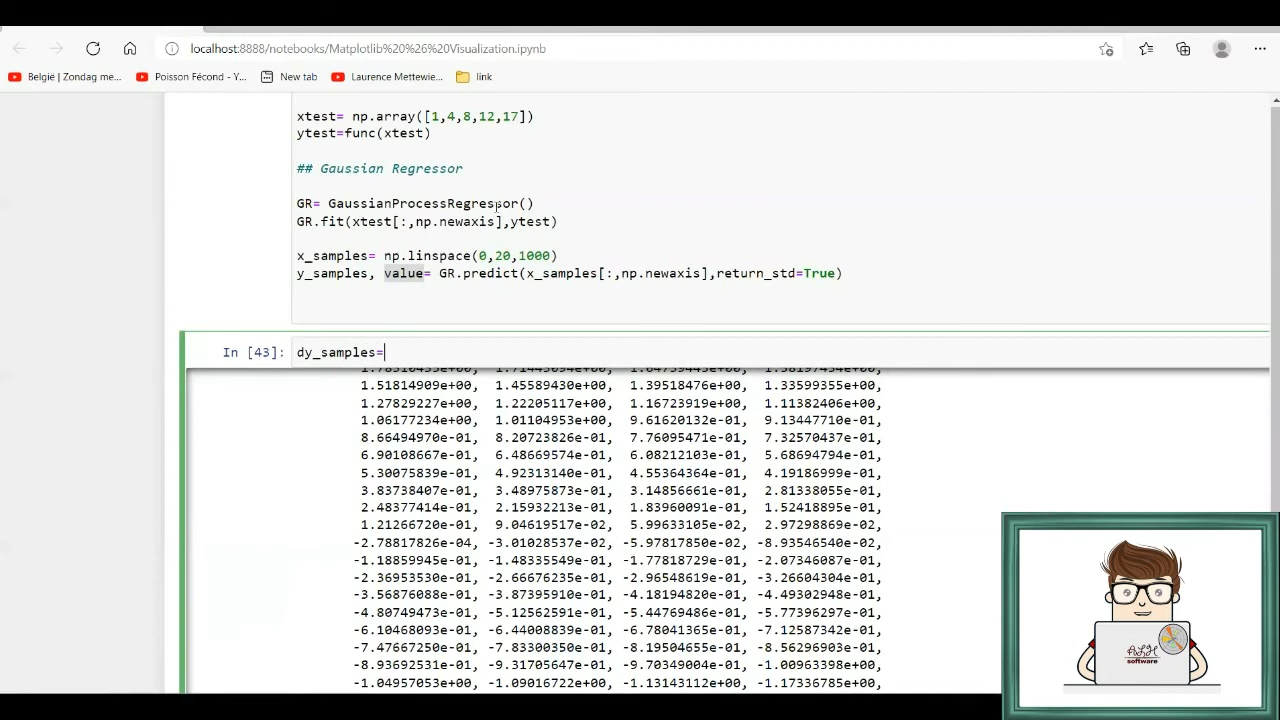 localhost:8888/notebooks/Matplotlib%20%26%20Visualization.ipynb
België | Zondag me... Poisson Fécond - Y... New tab Laurence Mettewie... link
xtest= np.array([1,4,8,12,17])
ytest=func(xtest)
## Gaussian Regressor
GR= GaussianProcessRegressor()
GR.fit(xtest[:,np.newaxis],ytest)
x_samples= np.linspace(0,20,1000)
y_samples, value= GR.predict(x_samples[:,np.newaxis],return_std=True)
In [43]: dy_samples=
1.51814909e+00, 1.45589430e+00, 1.39518476e+00, 1.33599355e+00,
1.27829227e+00, 1.22205117e+00, 1.16723919e+00, 1.11382406e+00,
1.06177234e+00, 1.01104953e+00, 9.61620132e-01, 9.13447710e-01,
8.66494970e-01, 8.20723826e-01, 7.76095471e-01, 7.32570437e-01,
6.90108667e-01, 6.48669574e-01, 6.08212103e-01, 5.68694794e-01,
5.30075839e-01, 4.92313140e-01, 4.55364364e-01, 4.19186999e-01,
3.83738407e-01, 3.48975873e-01, 3.14856661e-01, 2.81338055e-01,
2.48377414e-01, 2.15932213e-01, 1.83960091e-01, 1.52418895e-01,
1.21266720e-01, 9.04619517e-02, 5.99633105e-02, 2.97298869e-02,
-2.78817826e-04, -3.01028537e-02, -5.97817850e-02, -8.93546540e-02,
-1.18859945e-01, -1.48335549e-01, -1.77818729e-01, -2.07346087e-01,
-2.36953530e-01, -2.66676235e-01, -2.96548619e-01, -3.26604304e-01,
-3.56876088e-01, -3.87395910e-01, -4.18194820e-01, -4.49302948e-01,
-4.80749473e-01, -5.12562591e-01, -5.44769486e-01, -5.77396297e-01,
-6.10468093e-01, -6.44008839e-01, -6.78041365e-01, -7.12587342e-01,
-7.47667250e-01, -7.83300350e-01, -8.19504655e-01, -8.56296903e-01,
-8.93692531e-01, -9.31705647e-01, -9.70349004e-01, -1.00963398e+00,
-1.04957053e+00, -1.09016722e+00, -1.13143112e+00, -1.17336785e+00,
software